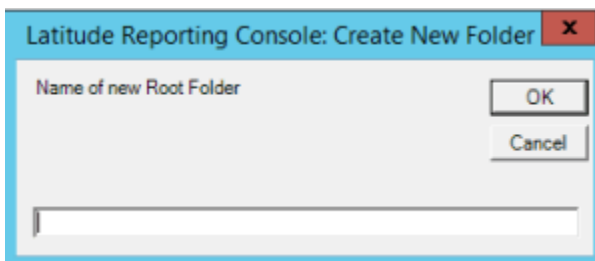 Latitude Reporting Console: Create New Folder
x
Name of new Root Folder
OK
Cancel